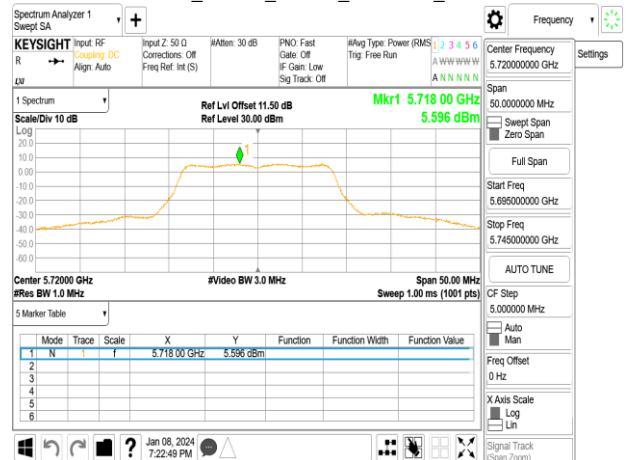 Spectrum Analyzer 1
Swept SA
+
Frequency
KEYSIGHT
Input: RF
Coupling: DC
Align: Auto
Input Z: 50 Ω
Corrections: Off
Freq Ref: Int (S)
#Atten: 30 dB
PNO: Fast
Gate: Off
IF Gain: Low
Sig Track: Off
#Avg Type: Power (RMS
Trig: Free Run
1 2 3 4 5 6
A W W W W W
A N N N N N
R
LXI
Center Frequency
5.720000000 GHz
Settings
Span
50.0000000 MHz
Swept Span
Zero Span
Full Span
Start Freq
5.695000000 GHz
Stop Freq
5.745000000 GHz
AUTO TUNE
CF Step
5.000000 MHz
Auto
Man
Freq Offset
0 Hz
X Axis Scale
Log
Lin
Signal Track
(Span Zoom)
1 Spectrum
Scale/Div 10 dB
Ref Lvl Offset 11.50 dB
Ref Level 30.00 dBm
Mkr1 5.718 00 GHz
5.596 dBm
Log
20.0
10.0
0.00
-10.0
-20.0
-30.0
-40.0
-50.0
-60.0
1
Center 5.72000 GHz
#Res BW 1.0 MHz
#Video BW 3.0 MHz
Span 50.00 MHz
Sweep 1.00 ms (1001 pts)
5 Marker Table
Mode Trace Scale X Y Function Function Width Function Value
1 N 1 f 5.718 00 GHz 5.596 dBm
2
3
4
5
6
?
Jan 08, 2024
7:22:49 PM